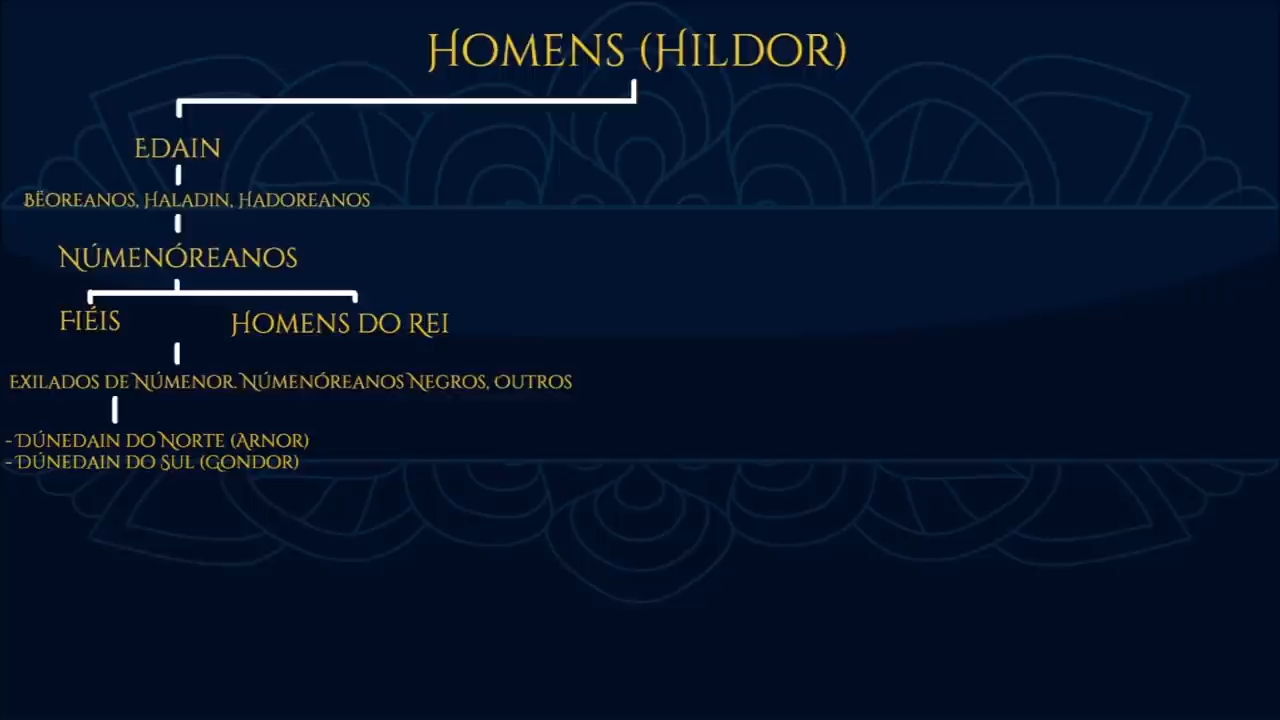 Homens (Hildor)
Edain
Bëoreanos, Haladin, Hadoreanos
Númenóreanos
Fiéis
Homens do Rei
Exilados de Númenor. Númenóreanos Negros, Outros
- Dúnedain do Norte (Arnor)
- Dúnedain do Sul (Gondor)